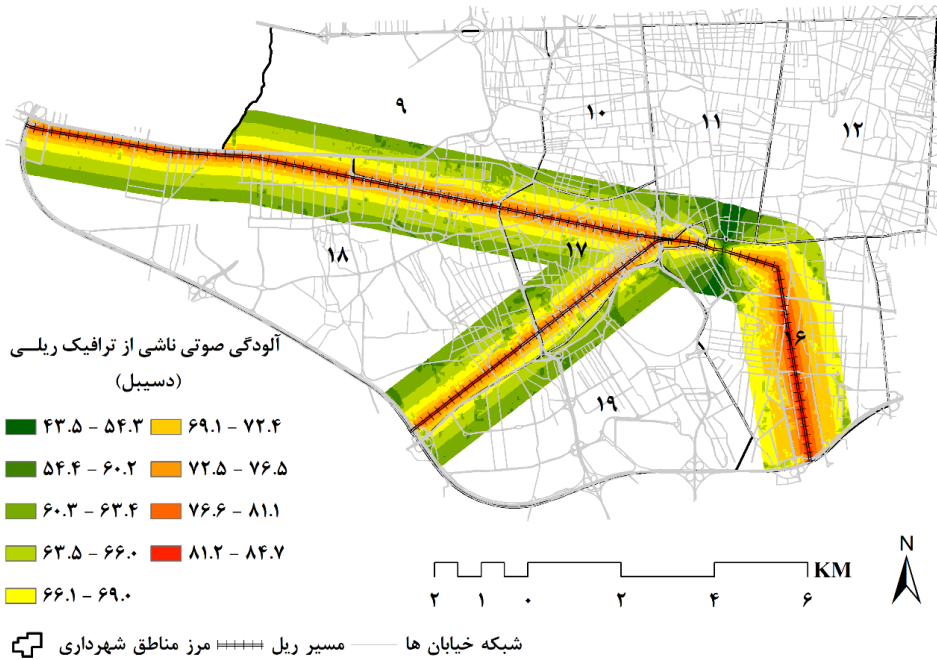 ۹
۱۰
۱۱
۱۲
۱۷
۱۸
۱۶
۱۹
آلودگی صوتی ناشی از ترافیک ریلــی
(دسیبل)
۴۳.۵ – ۵۴.۳
۶۹.۱ – ۷۲.۴
۵۴.۴ – ۶۰.۲
۷۲.۵ – ۷۶.۵
۶۰.۳ – ۶۳.۴
۷۶.۶ – ۸۱.۱
۶۳.۵ – ۶۶.۰
۸۱.۲ – ۸۴.۷
۶۶.۱ – ۶۹.۰
N
KM
۲ ۱ ۰ ۲ ۴ ۶
شبکه خیابان ها مسیر ریل مرز مناطق شهرداری